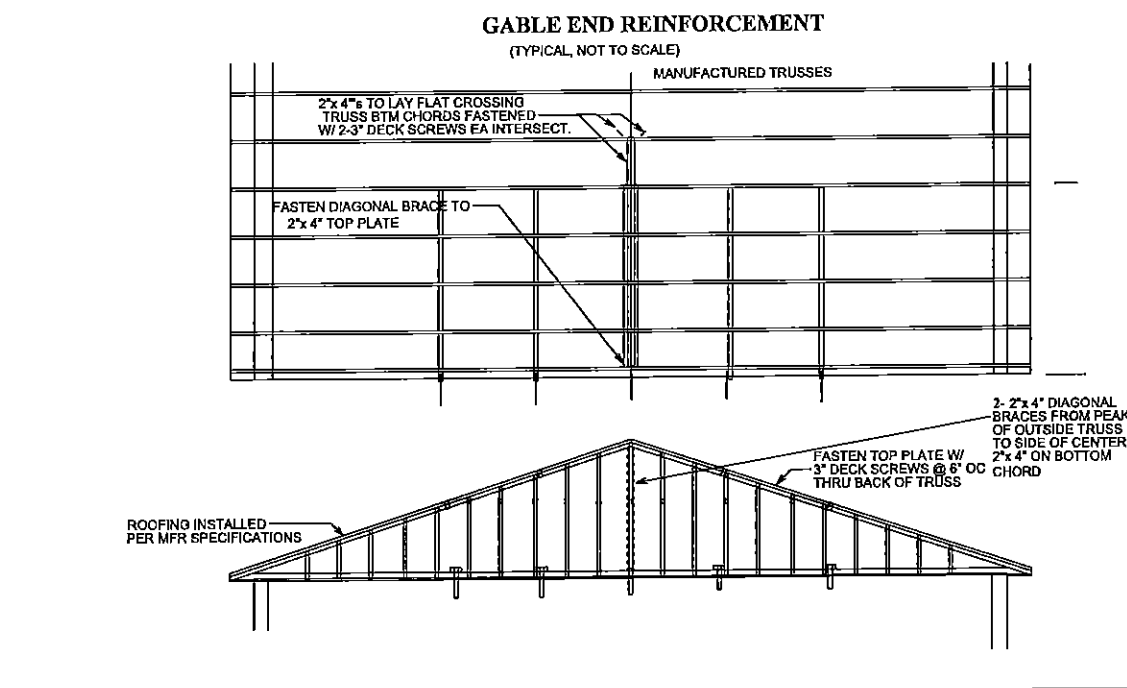 GABLE END REINFORCEMENT
(TYPICAL, NOT TO SCALE)
MANUFACTURED TRUSSES
2"x 4"'s TO LAY FLAT CROSSING
TRUSS BTM CHORDS FASTENED
W/ 2-3" DECK SCREWS EA INTERSECT.
FASTEN DIAGONAL BRACE TO
2"x 4" TOP PLATE
2- 2"x 4" DIAGONAL
BRACES FROM PEAK
OF OUTSIDE TRUSS
TO SIDE OF CENTER
2"x 4" ON BOTTOM
CHORD
FASTEN TOP PLATE W/
3" DECK SCREWS @ 6" OC
THRU BACK OF TRUSS
ROOFING INSTALLED
PER MFR SPECIFICATIONS